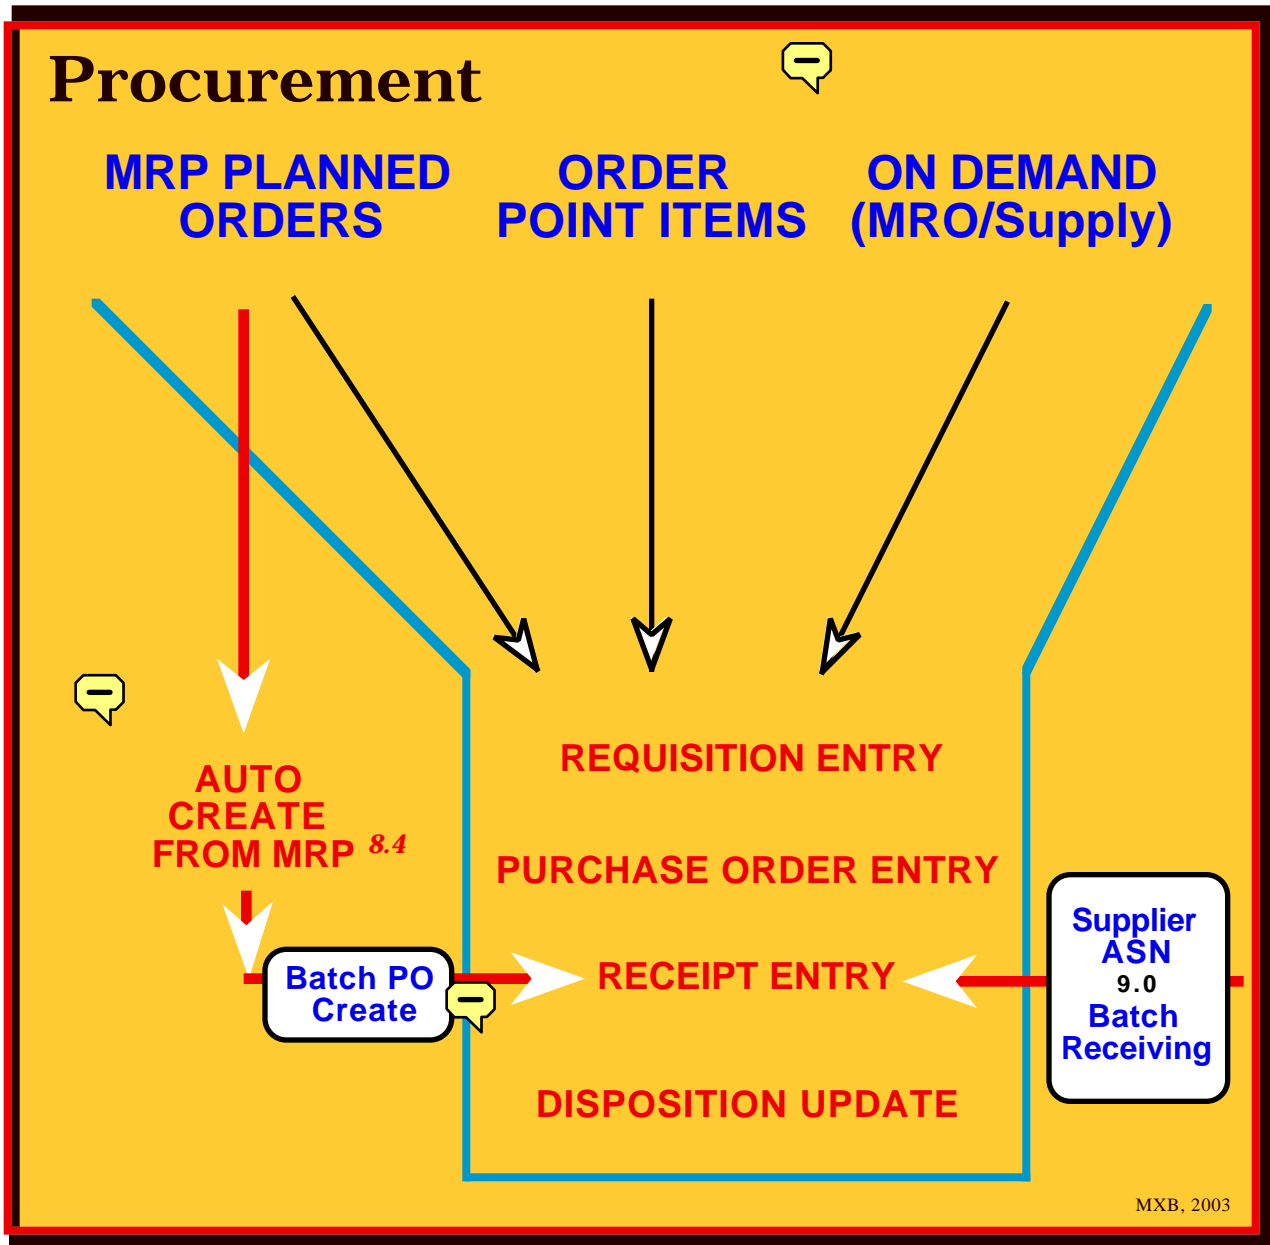 Procurement
MRP PLANNED
ORDERS
ORDER
POINT ITEMS
ON DEMAND
(MRO/Supply)
REQUISITION ENTRY
AUTO
CREATE
FROM MRP 8.4
PURCHASE ORDER ENTRY
Batch PO
Create
RECEIPT ENTRY
Supplier
ASN
9.0
Batch
Receiving
DISPOSITION UPDATE
MXB, 2003